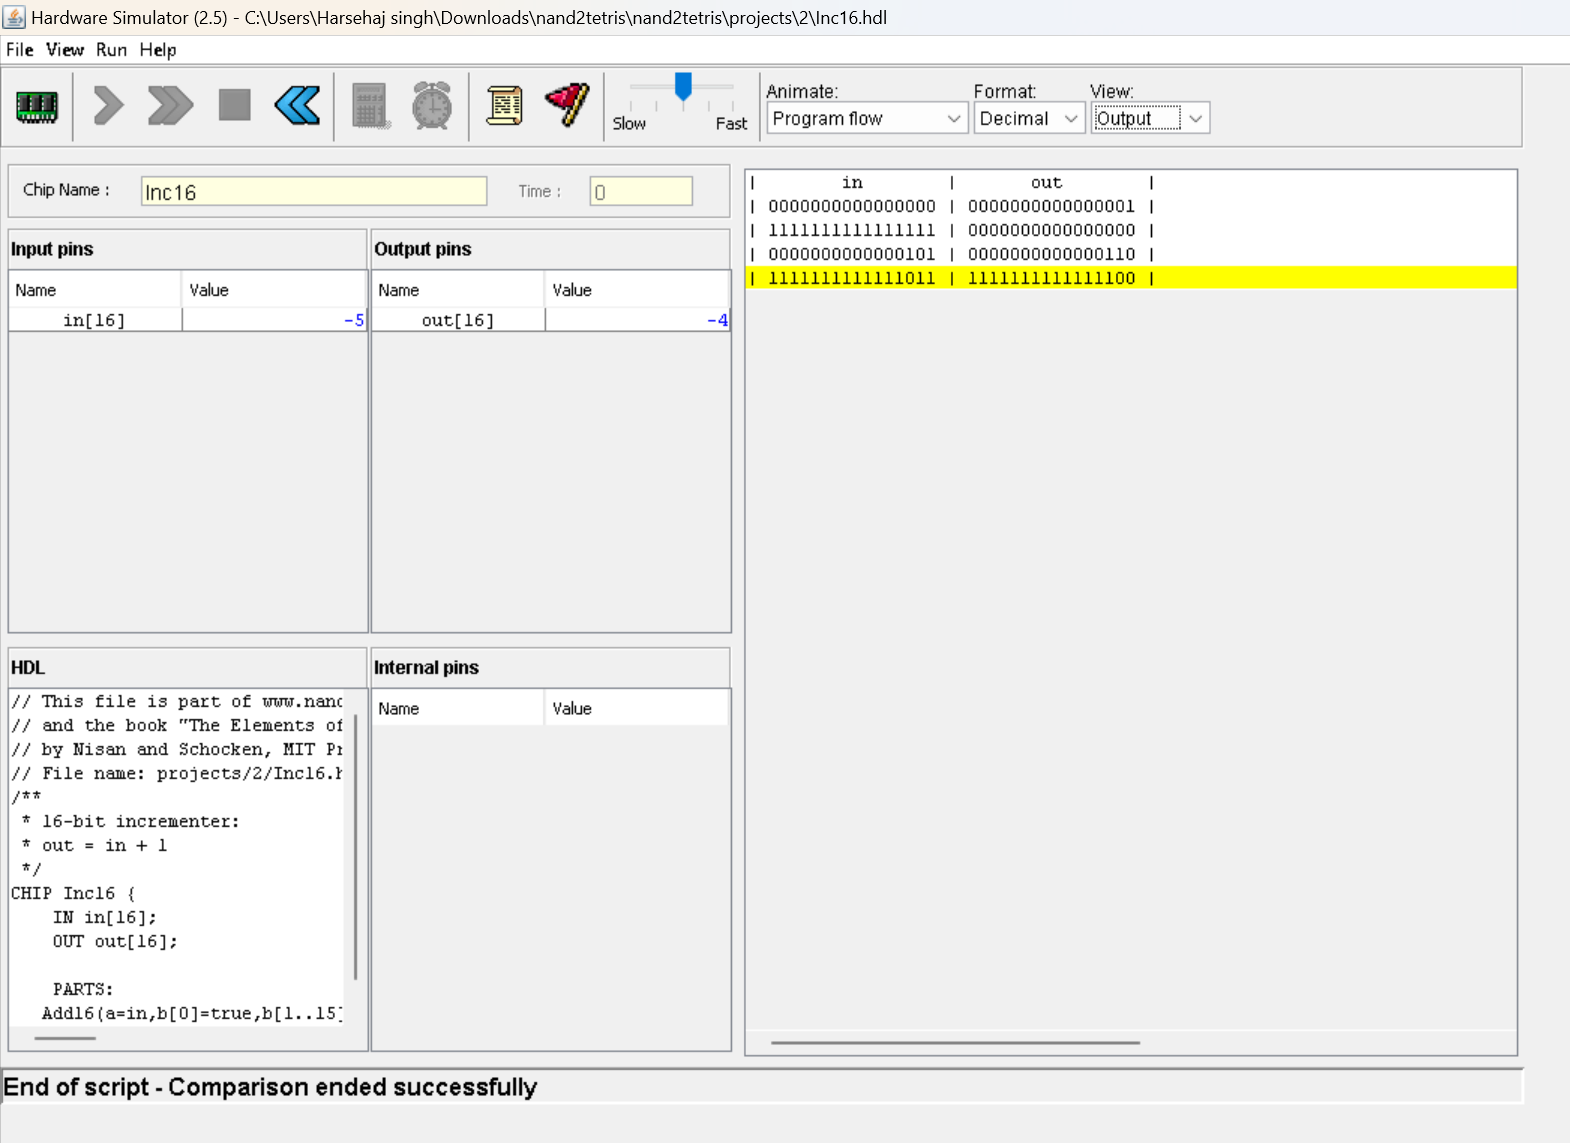 Hardware Simulator (2.5) - C:\Users\Harsehaj singh\Downloads\nand2tetris\nand2tetris\projects\2\Inc16.hdl
File View Run Help
Slow Fast
Animate: Format: View:
Program flow Decimal Output
Chip Name : Inc16 Time : 0
Input pins
Name Value
in[16] -5
Output pins
Name Value
out[16] -4
HDL
// This file is part of www.nand
// and the book "The Elements of
// by Nisan and Schocken, MIT Pr
// File name: projects/2/Inc16.h
/**
* 16-bit incrementer:
* out = in + 1
*/
CHIP Inc16 {
IN in[16];
OUT out[16];
PARTS:
Add16(a=in,b[0]=true,b[1..15]
Internal pins
Name Value
| in | out |
| 0000000000000000 | 0000000000000001 |
| 1111111111111111 | 0000000000000000 |
| 0000000000000101 | 0000000000000110 |
| 1111111111111011 | 1111111111111100 |
End of script - Comparison ended successfully